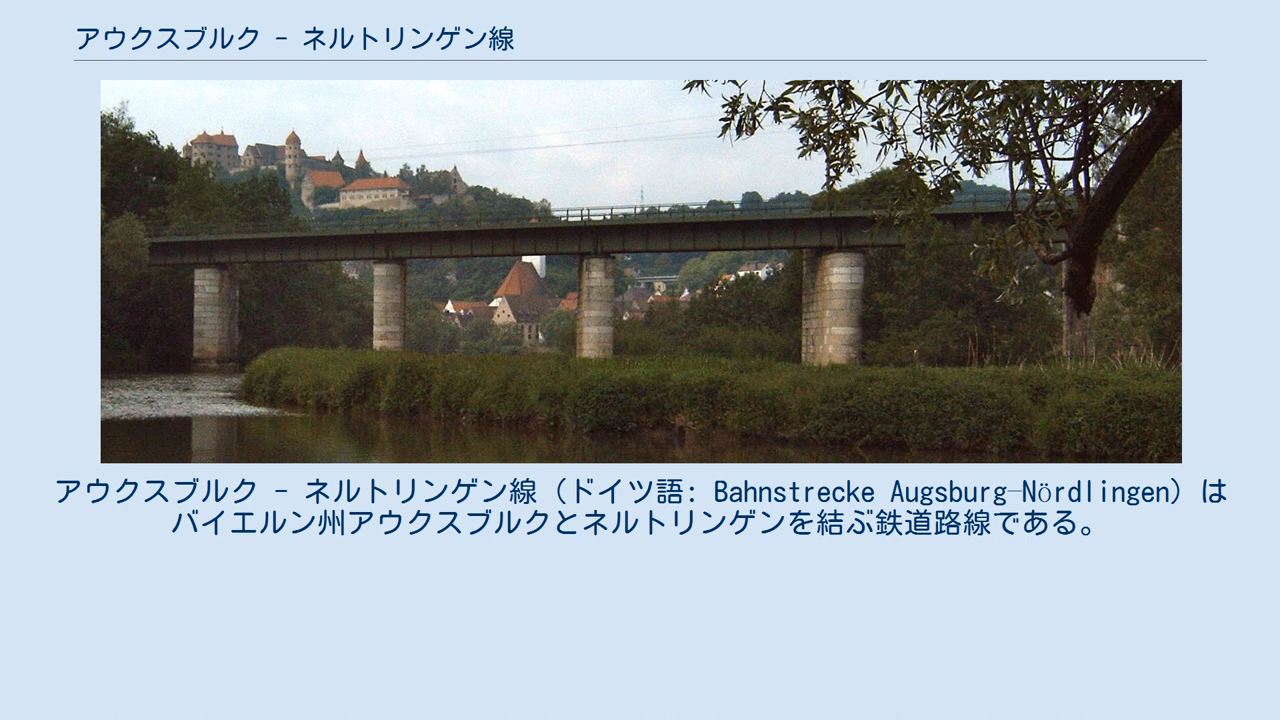 アウクスブルク - ネルトリンゲン線
アウクスブルク - ネルトリンゲン線（ドイツ語: Bahnstrecke Augsburg–Nördlingen）は
バイエルン州アウクスブルクとネルトリンゲンを結ぶ鉄道路線である。